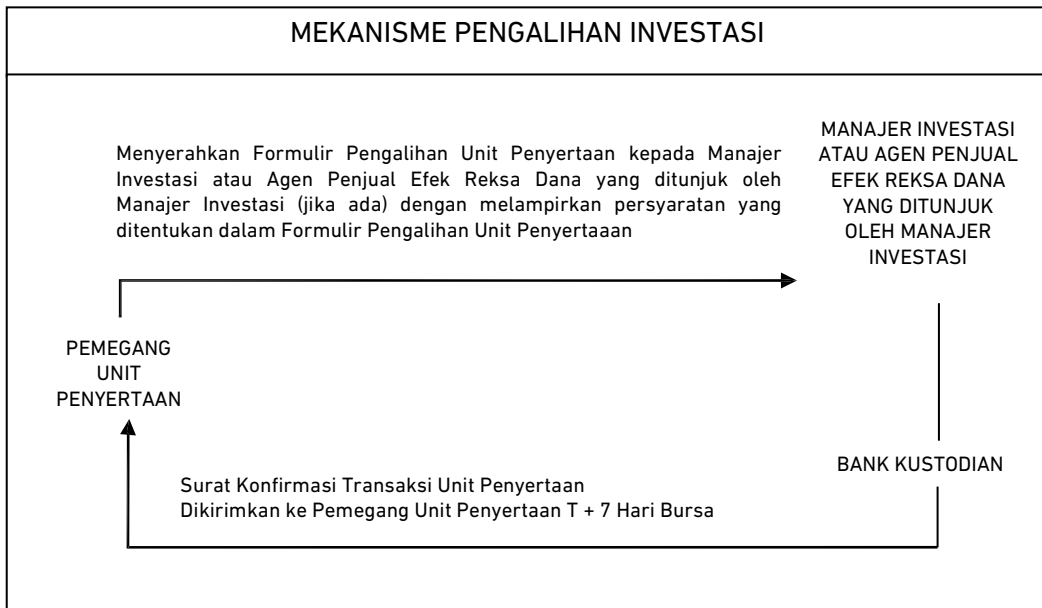 MEKANISME PENGALIHAN INVESTASI
Menyerahkan Formulir Pengalihan Unit Penyertaan kepada Manajer
Investasi atau Agen Penjual Efek Reksa Dana yang ditunjuk oleh
Manajer Investasi (jika ada) dengan melampirkan persyaratan yang
ditentukan dalam Formulir Pengalihan Unit Penyertaaan
MANAJER INVESTASI
ATAU AGEN PENJUAL
EFEK REKSA DANA
YANG DITUNJUK
OLEH MANAJER
INVESTASI
PEMEGANG
UNIT
PENYERTAAN
BANK KUSTODIAN
Surat Konfirmasi Transaksi Unit Penyertaan
Dikirimkan ke Pemegang Unit Penyertaan T + 7 Hari Bursa